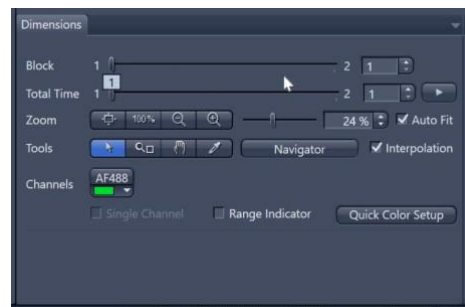 Dimensions
Block 1 2 1
1
Total Time 1 2 1
Zoom 100% 24 % Auto Fit
Tools Navigator Interpolation
Channels AF488
Single Channel Range Indicator Quick Color Setup